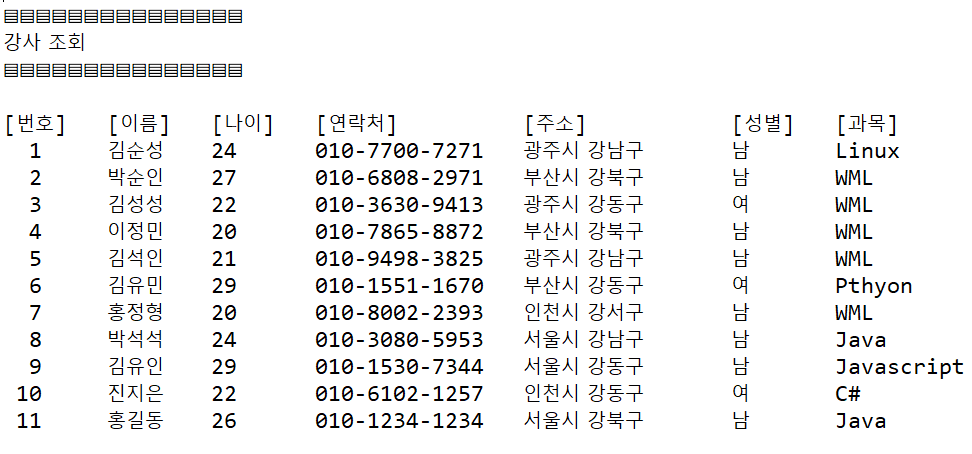 ▤▤▤▤▤▤▤▤▤▤▤▤▤▤▤
강사 조회
▤▤▤▤▤▤▤▤▤▤▤▤▤▤▤
[번호] [이름] [나이] [연락처] [주소] [성별] [과목]
1 김순성 24 010-7700-7271 광주시 강남구 남 Linux
2 박순인 27 010-6808-2971 부산시 강북구 남 WML
3 김성성 22 010-3630-9413 광주시 강동구 여 WML
4 이정민 20 010-7865-8872 부산시 강북구 남 WML
5 김석인 21 010-9498-3825 광주시 강남구 남 WML
6 김유민 29 010-1551-1670 부산시 강동구 여 Pthyon
7 홍정형 20 010-8002-2393 인천시 강서구 남 WML
8 박석석 24 010-3080-5953 서울시 강남구 남 Java
9 김유인 29 010-1530-7344 서울시 강동구 남 Javascript
10 진지은 22 010-6102-1257 인천시 강동구 여 C#
11 홍길동 26 010-1234-1234 서울시 강북구 남 Java